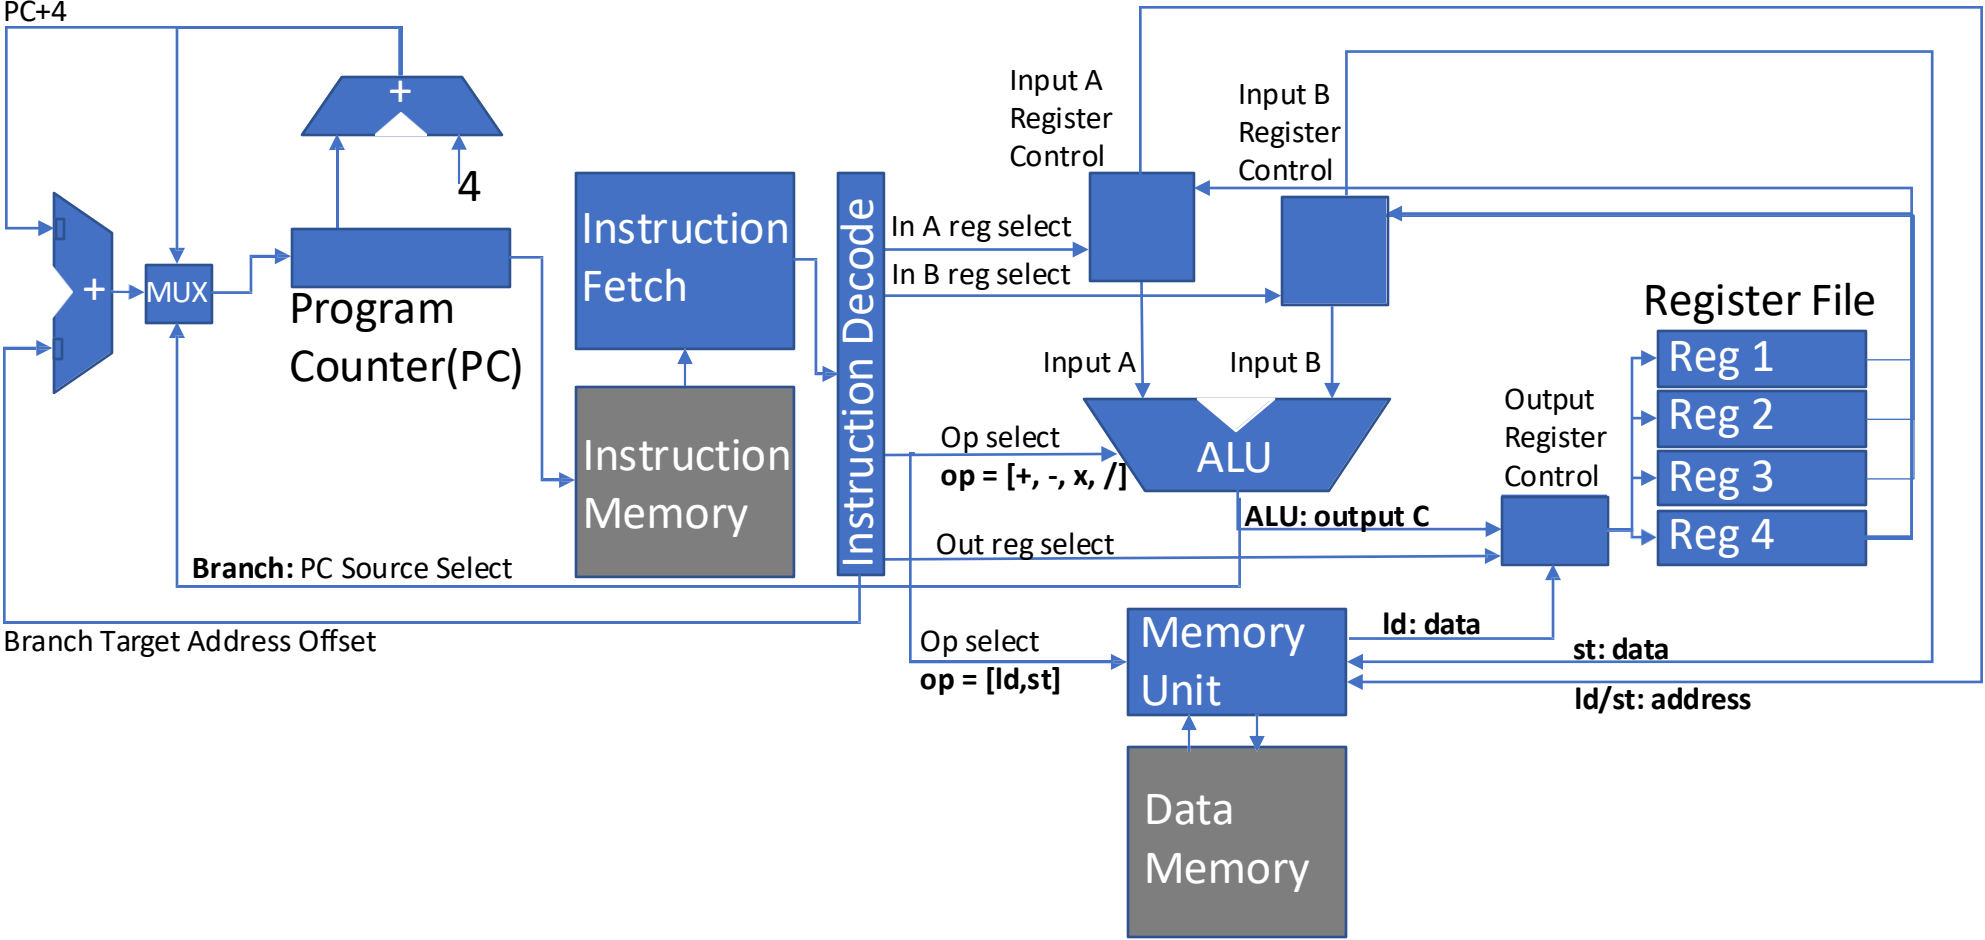 PC+4
+
4
+
MUX
Program
Counter(PC)
Instruction
Fetch
Instruction
Memory
Instruction Decode
Branch: PC Source Select
Branch Target Address Offset
Input A
Register
Control
Input B
Register
Control
In A reg select
In B reg select
Input A
Input B
Op select
op = [+, -, x, /]
ALU
ALU: output C
Out reg select
Output
Register
Control
Register File
Reg 1
Reg 2
Reg 3
Reg 4
Op select
op = [ld,st]
Memory
Unit
ld: data
st: data
ld/st: address
Data
Memory